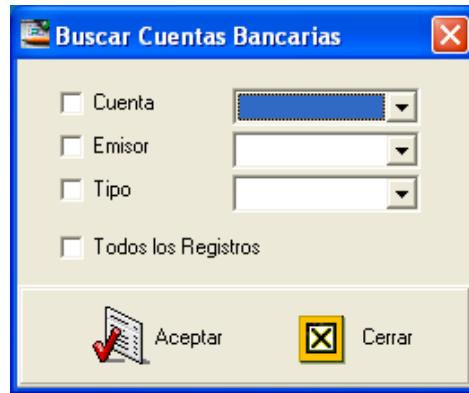 Buscar Cuentas Bancarias
Cuenta
Emisor
Tipo
Todos los Registros
Aceptar Cerrar